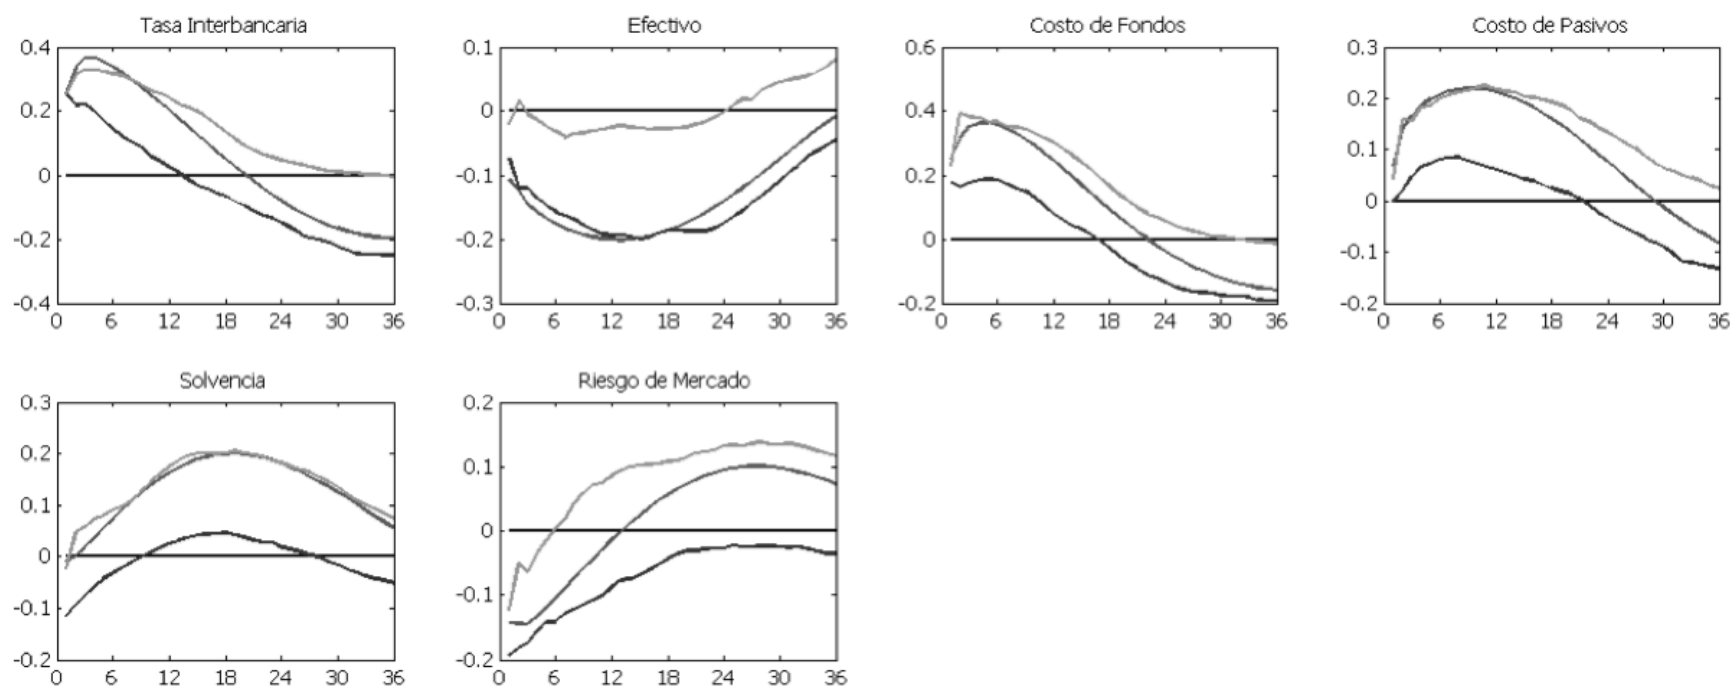 Tasa Interbancaria
0.4
0.2
0
-0.2
-0.4
0 6 12 18 24 30 36
Efectivo
0.1
0
-0.1
-0.2
-0.3
0 6 12 18 24 30 36
Costo de Fondos
0.6
0.4
0.2
0
-0.2
0 6 12 18 24 30 36
Costo de Pasivos
0.3
0.2
0.1
0
-0.1
-0.2
0 6 12 18 24 30 36
Solvencia
0.3
0.2
0.1
0
-0.1
-0.2
0 6 12 18 24 30 36
Riesgo de Mercado
0.2
0.1
0
-0.1
-0.2
0 6 12 18 24 30 36